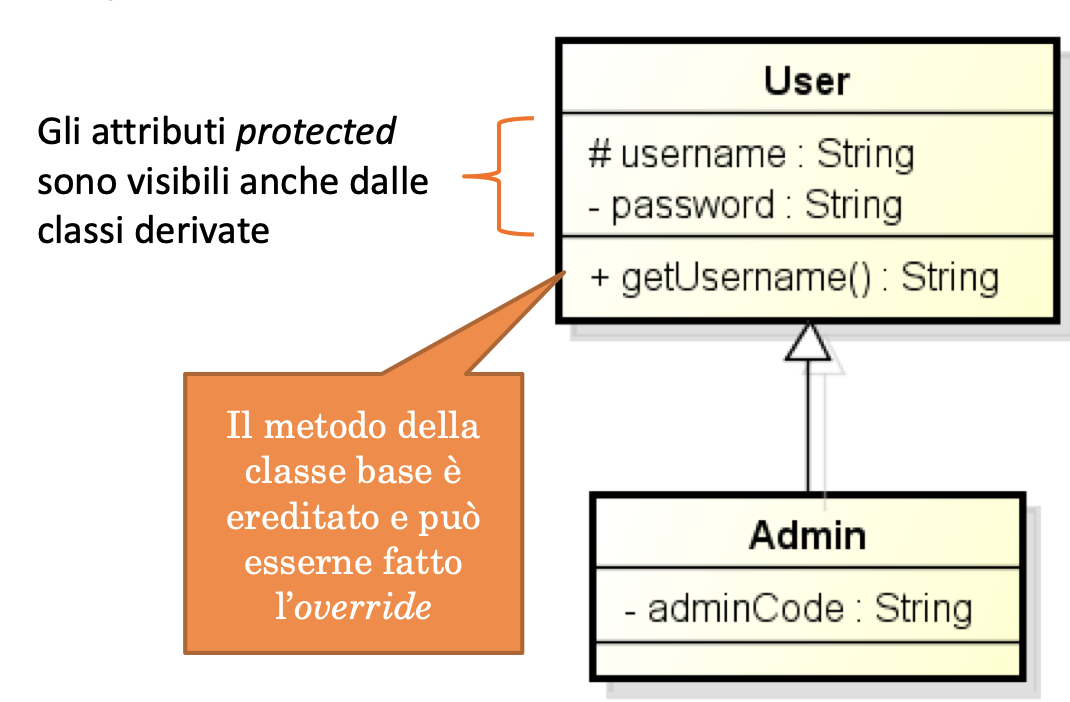 Gli attributi protected
sono visibili anche dalle
classi derivate
User
# username : String
- password : String
+ getUsername() : String
Il metodo della
classe base è
ereditato e può
esserne fatto
l’override
Admin
- adminCode : String